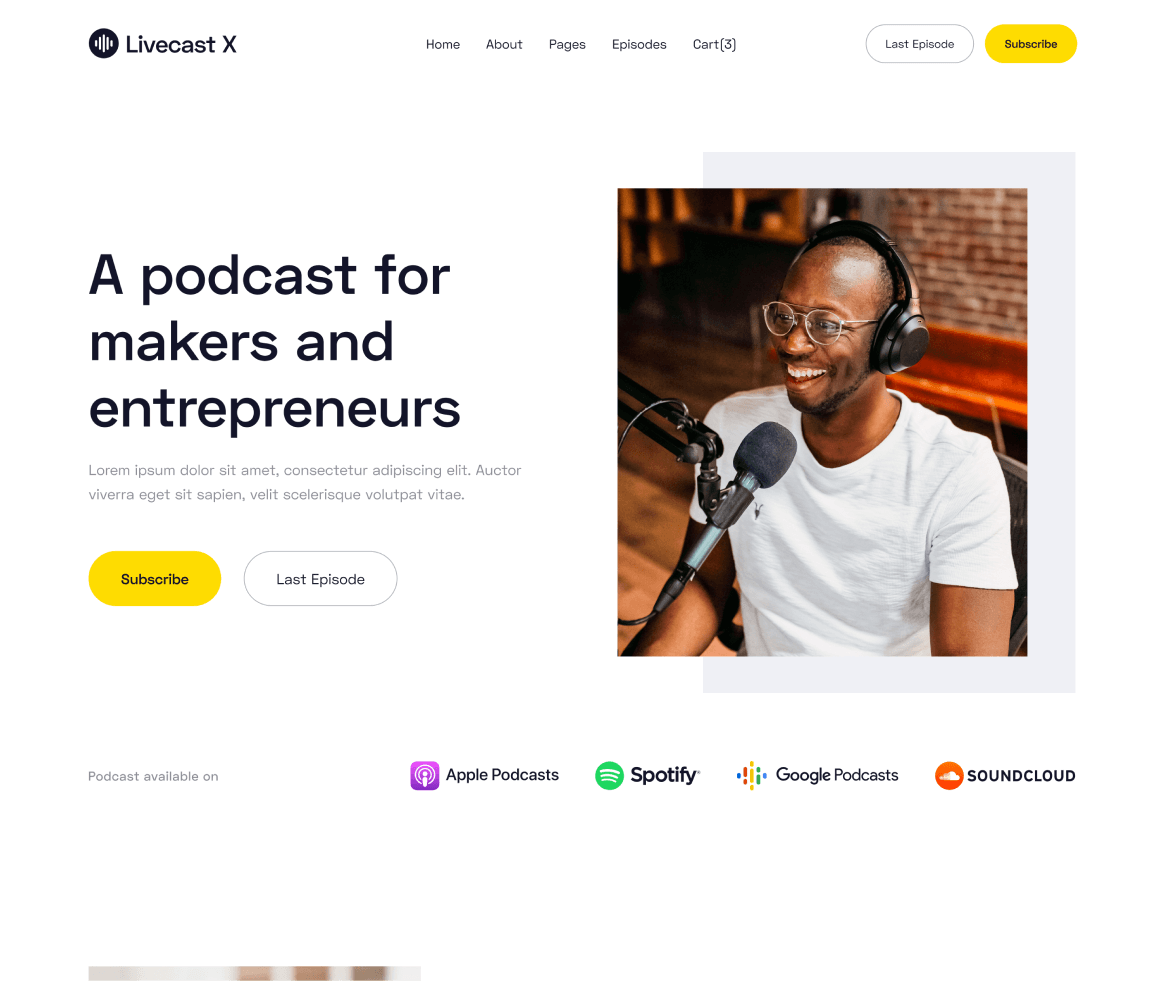 Livecast X
Home About Pages Episodes Cart(3)
Last Episode
Subscribe
A podcast for
makers and
entrepreneurs
Lorem ipsum dolor sit amet, consectetur adipiscing elit. Auctor
viverra eget sit sapien, velit scelerisque volutpat vitae.
Subscribe
Last Episode
Podcast available on
Apple Podcasts
Spotify
Google Podcasts
SOUNDCLOUD